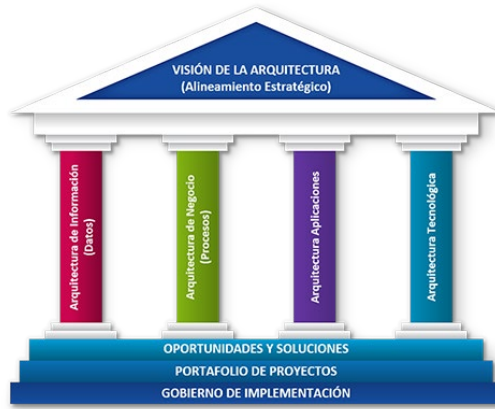 VISIÓN DE LA ARQUITECTURA
(Alineamiento Estratégico)
Arquitectura de Información
(Datos)
Arquitectura de Negocio
(Procesos)
Arquitectura Aplicaciones
Arquitectura Tecnológica
OPORTUNIDADES Y SOLUCIONES
PORTAFOLIO DE PROYECTOS
GOBIERNO DE IMPLEMENTACIÓN